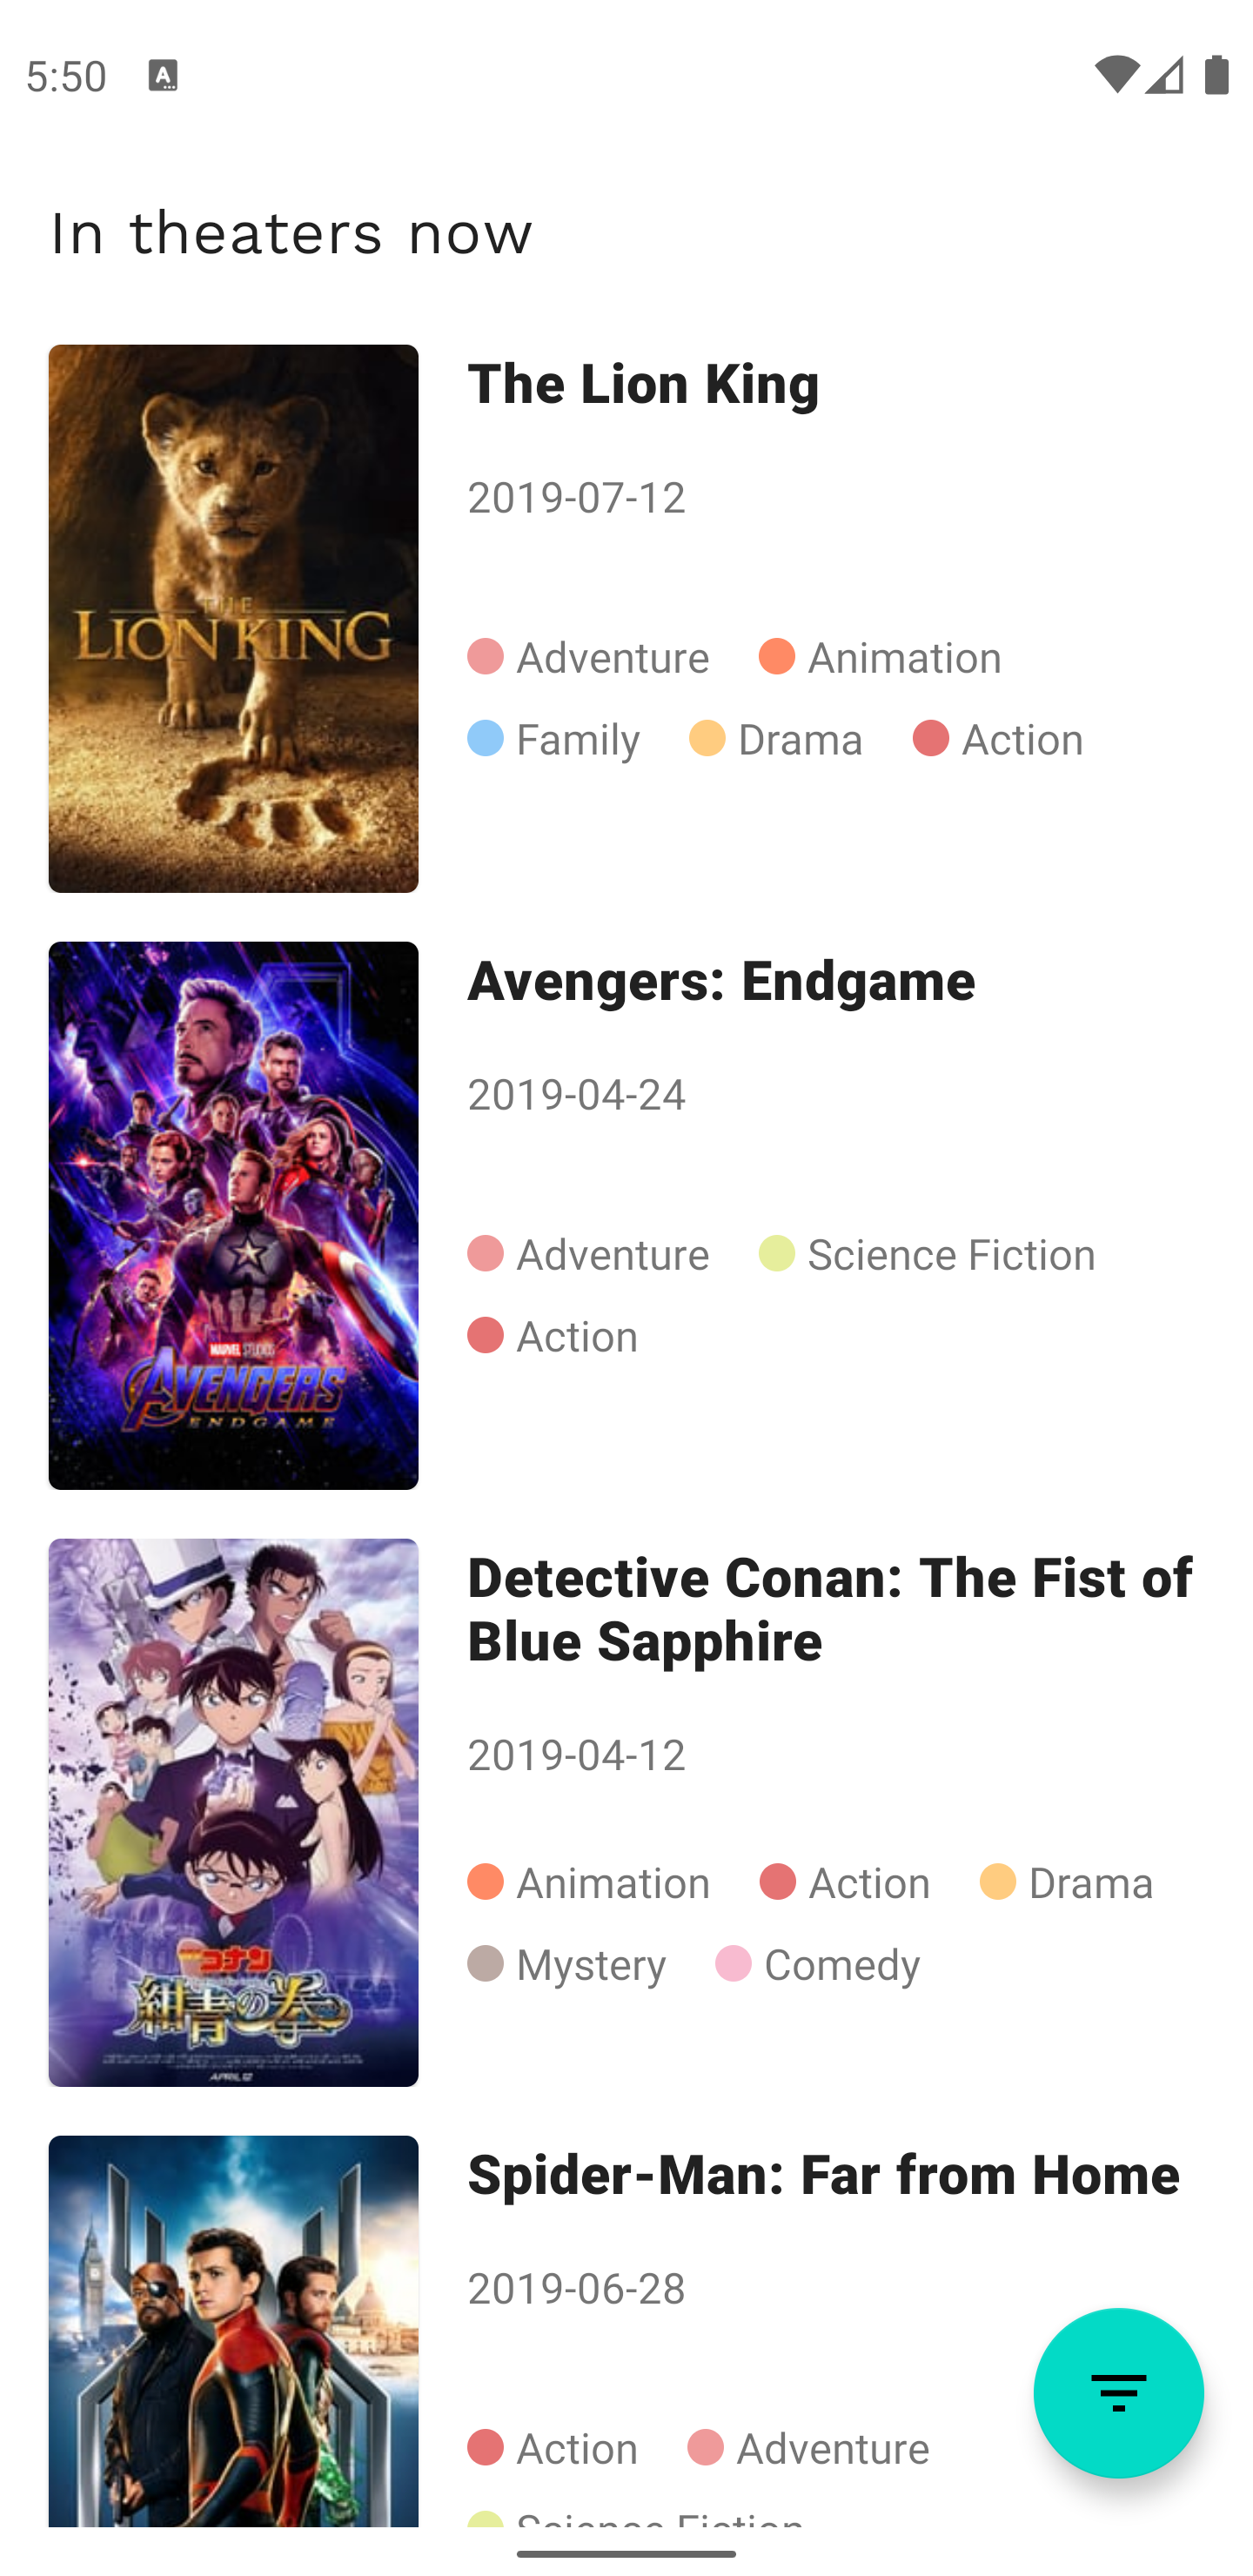 5:50
In theaters now
THE
LION KING
The Lion King
2019-07-12
Adventure
Animation
Family
Drama
Action
MARVEL STUDIOS
AVENGERS
ENDGAME
Avengers: Endgame
2019-04-24
Adventure
Science Fiction
Action
コナン
紺青の拳
APRIL 12
Detective Conan: The Fist of
Blue Sapphire
2019-04-12
Animation
Action
Drama
Mystery
Comedy
Spider-Man: Far from Home
2019-06-28
Action
Adventure
Science Fiction